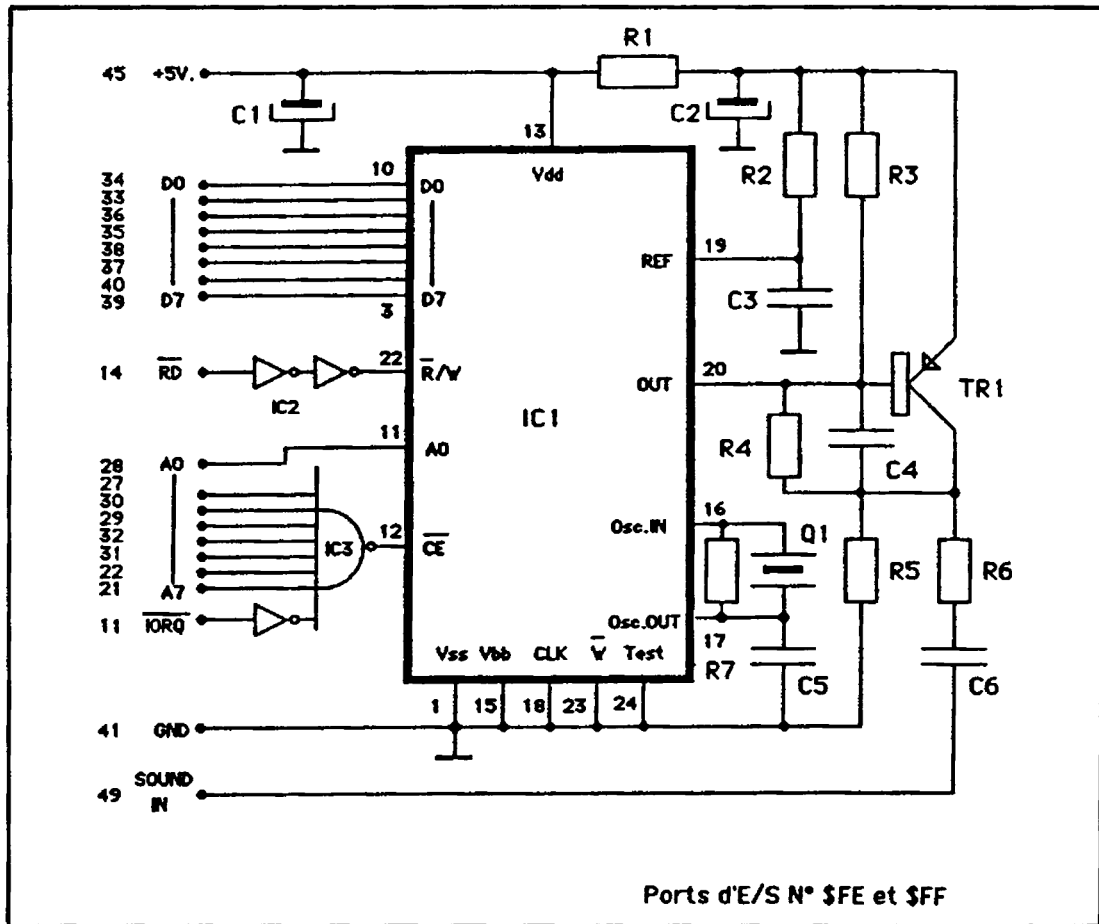 R1
45 +5V.
C1
C2
13
Vdd
R2
R3
34 D0
33
36
35
38
37
40
39 D7
10
D0
D7
3
REF
19
C3
14 RD
IC2
22
R/W
OUT
20
TR1
IC1
11
A0
R4
C4
28 A0
27
30
29
32
31
22
21 A7
IC3
12
CE
11 IORQ
16
Osc.IN
Q1
R5
R6
Osc.OUT
17
R7
C5
C6
Vss Vbb CLK W Test
1 15 18 23 24
41 GND
49 SOUND
IN
Ports d'E/S N° $FE et $FF